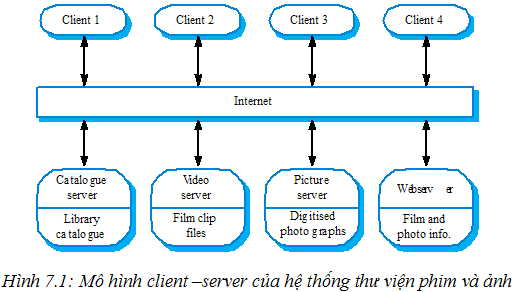 Client 1 Client 2 Client 3 Client 4
Internet
Catalogue
server
Library
catalogue
Video
server
Film clip
files
Picture
server
Digitised
photographs
Web server
Film and
photo info.
Hình 7.1: Mô hình client –server của hệ thống thư viện phim và ảnh